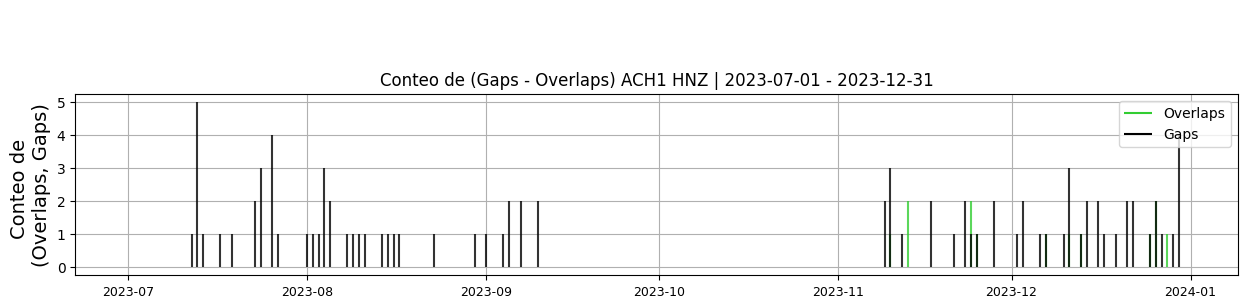 Conteo de (Gaps - Overlaps) ACH1 HNZ | 2023-07-01 - 2023-12-31
Conteo de
(Overlaps, Gaps)
5
4
3
2
1
0
Overlaps
Gaps
2023-07
2023-08
2023-09
2023-10
2023-11
2023-12
2024-01